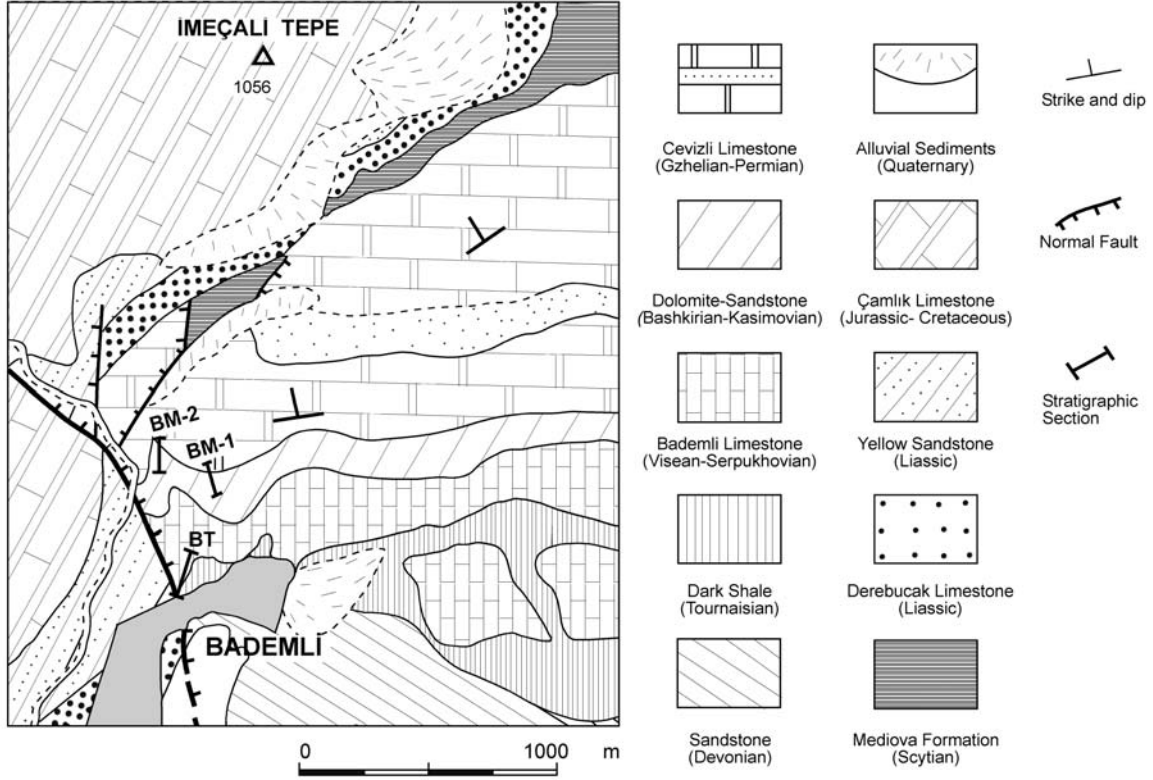 İMEÇALİ TEPE
1056
BM-2
BM-1
BT
BADEMLİ
0 1000 m
Cevizli Limestone
(Gzhelian-Permian)
Alluvial Sediments
(Quaternary)
Strike and dip
Dolomite-Sandstone
(Bashkirian-Kasimovian)
Çamlık Limestone
(Jurassic- Cretaceous)
Normal Fault
Bademli Limestone
(Visean-Serpukhovian)
Yellow Sandstone
(Liassic)
Stratigraphic
Section
Dark Shale
(Tournaisian)
Derebucak Limestone
(Liassic)
Sandstone
(Devonian)
Mediova Formation
(Scytian)